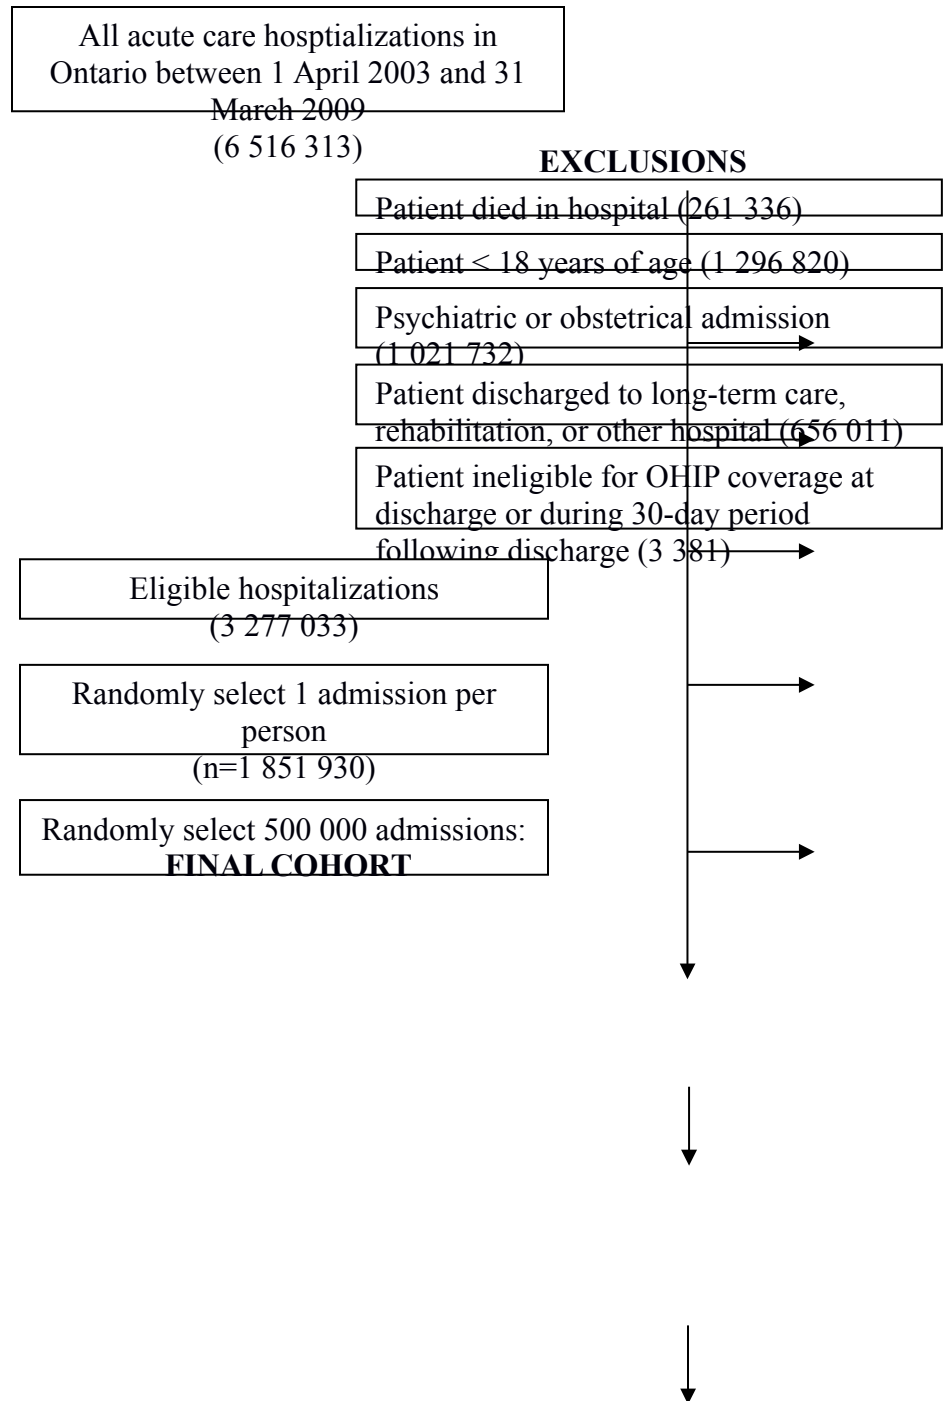 All acute care hosptializations in
Ontario between 1 April 2003 and 31
March 2009
(6 516 313)
EXCLUSIONS
Patient died in hospital (261 336)
Patient < 18 years of age (1 296 820)
Psychiatric or obstetrical admission
(1 021 732)
Patient discharged to long-term care,
rehabilitation, or other hospital (656 011)
Patient ineligible for OHIP coverage at
discharge or during 30-day period
following discharge (3 381)
Eligible hospitalizations
(3 277 033)
Randomly select 1 admission per
person
(n=1 851 930)
Randomly select 500 000 admissions:
FINAL COHORT